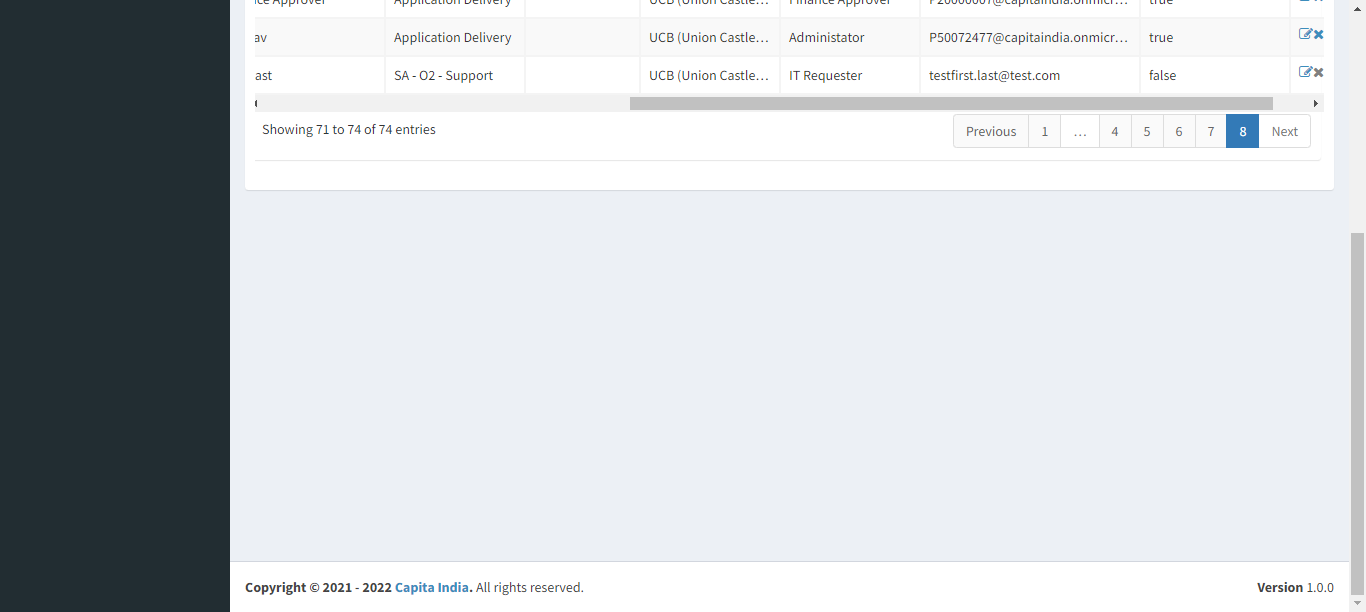 ce Approver Application Delivery UCB (Union Castle… Finance Approver P20000007@capitaindia.onmicr… true
av Application Delivery UCB (Union Castle… Administator P50072477@capitaindia.onmicr… true
ast SA - O2 - Support UCB (Union Castle… IT Requester testfirst.last@test.com false
Showing 71 to 74 of 74 entries Previous 1 … 4 5 6 7 8 Next
Copyright © 2021 - 2022 Capita India. All rights reserved. Version 1.0.0